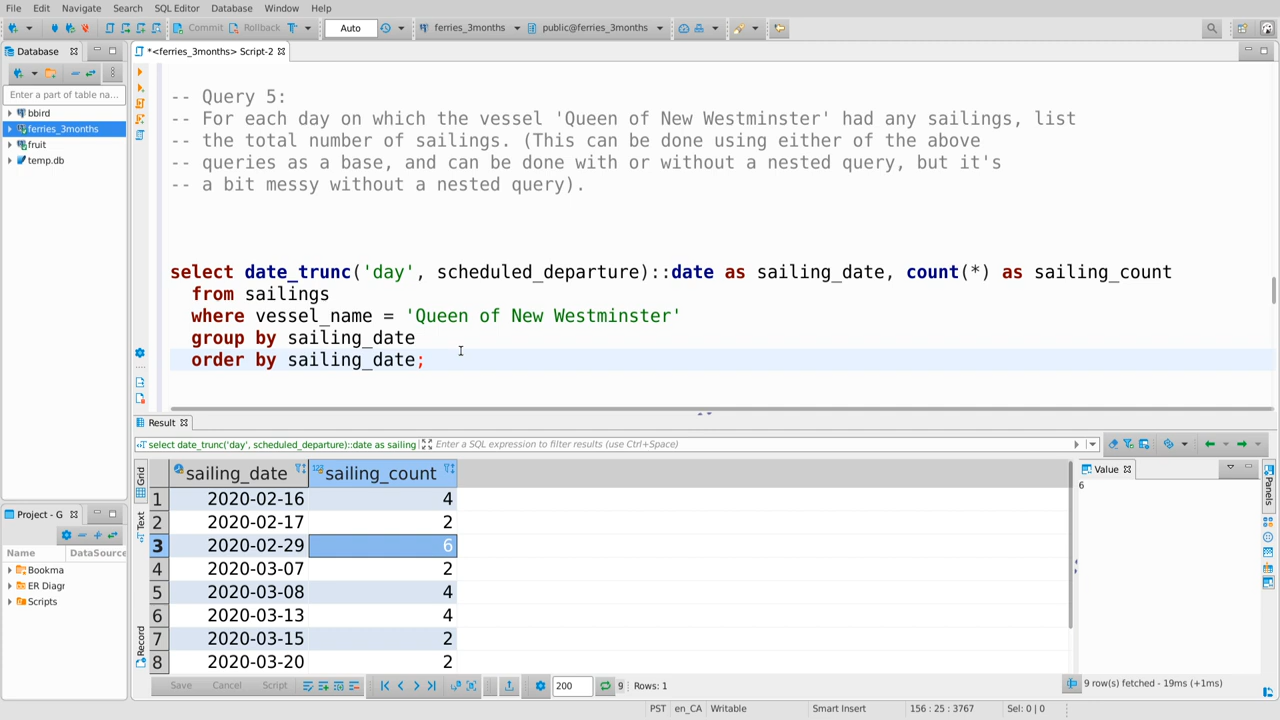 File Edit Navigate Search SQL Editor Database Window Help
Commit Rollback Auto ferries_3months public@ferries_3months
Database *<ferries_3months> Script-2
Enter a part of table na...
bbird
ferries_3months
fruit
temp.db
-- Query 5:
-- For each day on which the vessel 'Queen of New Westminster' had any sailings, list
-- the total number of sailings. (This can be done using either of the above
-- queries as a base, and can be done with or without a nested query, but it's
-- a bit messy without a nested query).
select date_trunc('day', scheduled_departure)::date as sailing_date, count(*) as sailing_count
from sailings
where vessel_name = 'Queen of New Westminster'
group by sailing_date
order by sailing_date;
Result
select date_trunc('day', scheduled_departure)::date as sailing Enter a SQL expression to filter results (use Ctrl+Space)
Grid
Text
Record
sailing_date sailing_count
1 2020-02-16 4
2 2020-02-17 2
3 2020-02-29 6
4 2020-03-07 2
5 2020-03-08 4
6 2020-03-13 4
7 2020-03-15 2
8 2020-03-20 2
Value
6
Panels
Project - G
Name DataSource
Bookma
ER Diagr
Scripts
Save Cancel Script 200 9 Rows: 1 9 row(s) fetched - 19ms (+1ms)
PST en_CA Writable Smart Insert 156 : 25 : 3767 Sel: 0 | 0